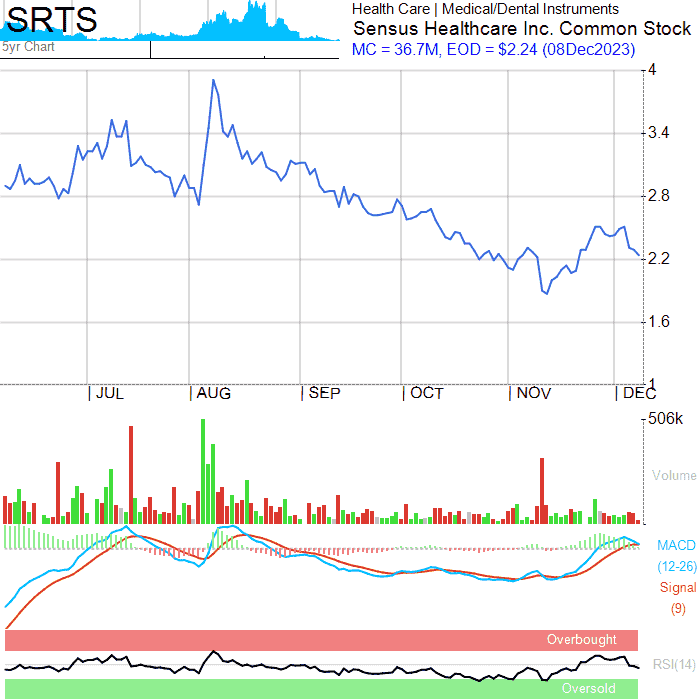 SRTS
5yr Chart
Health Care | Medical/Dental Instruments
Sensus Healthcare Inc. Common Stock
MC = 36.7M, EOD = $2.24 (08Dec2023)
4
3.4
2.8
2.2
1.6
1
JUL AUG SEP OCT NOV DEC
506k
Volume
MACD
(12-26)
Signal
(9)
Overbought
RSI(14)
Oversold